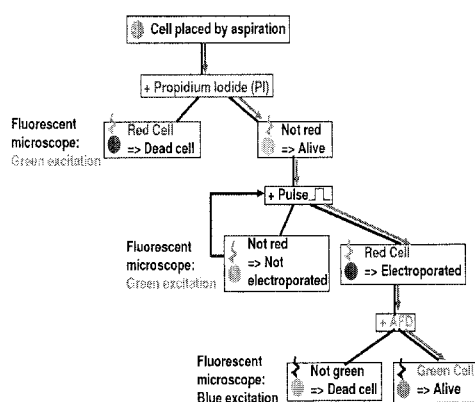 Cell placed by aspiration
+ Propidium Iodide (PI)
Fluorescent
microscope:
Green excitation
Red Cell
=> Dead cell
Not red
=> Alive
+ Pulse
Fluorescent
microscope:
Green excitation
Not red
=> Not
electroporated
Red Cell
=> Electroporated
+ AFD
Fluorescent
microscope:
Blue excitation
Not green
=> Dead cell
Green Cell
=> Alive